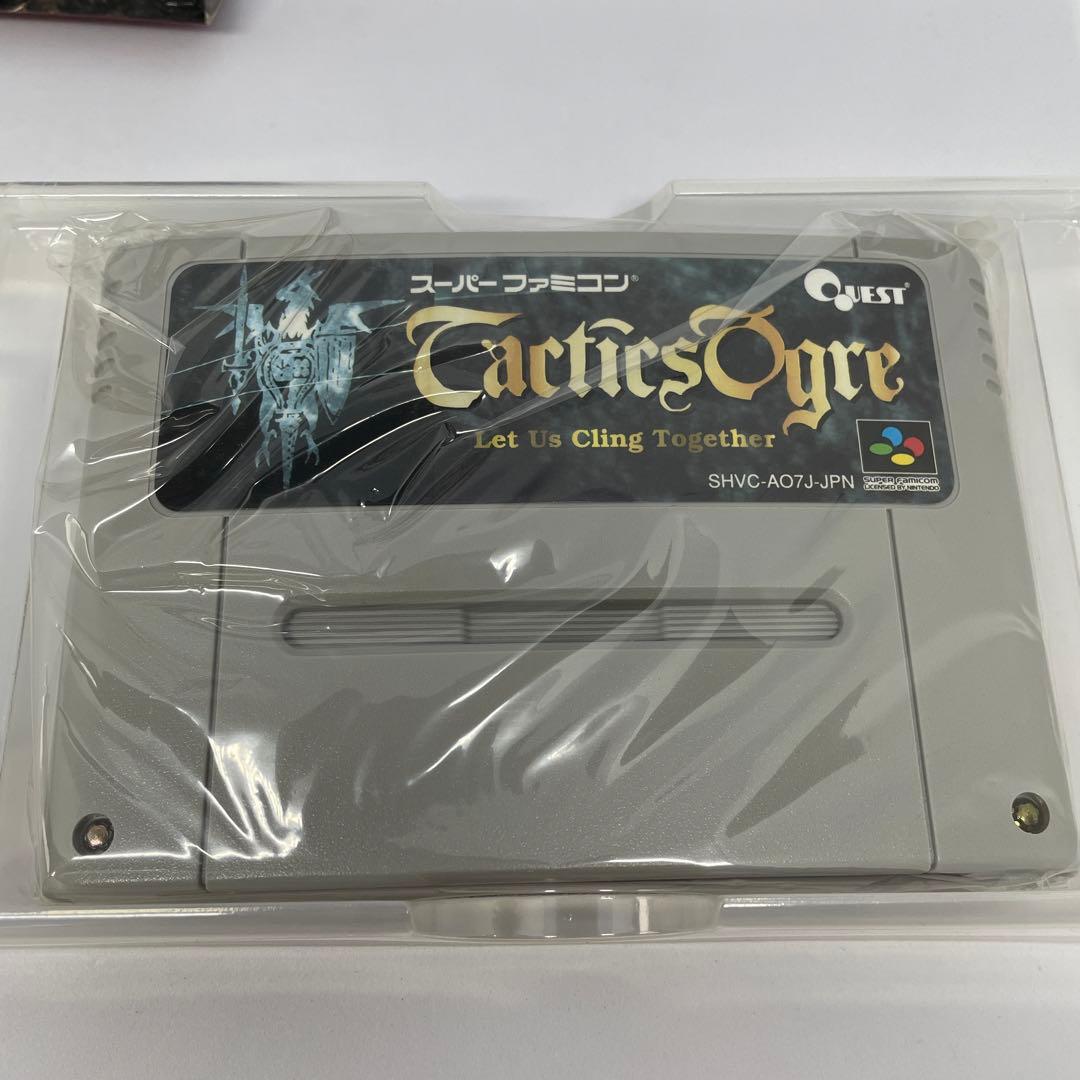 スーパーファミコン®
QUEST®
TacticsOgre
Let Us Cling Together
SHVC-AO7J-JPN
SUPER FAMICOM
LICENSED BY NINTENDO